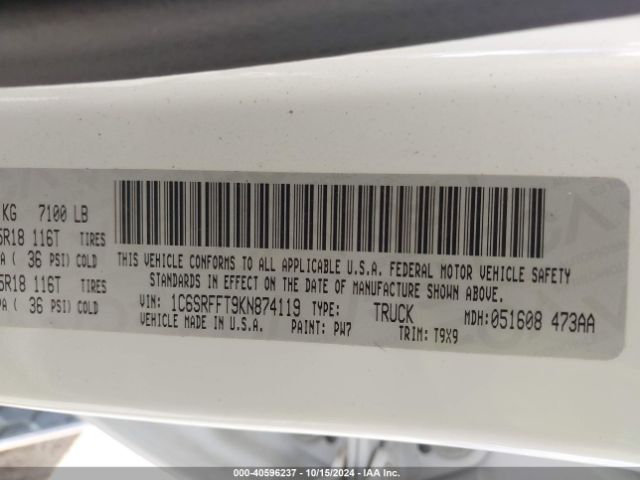 KG 7100 LB
5R18 116T TIRES
A ( 36 PSI) COLD
5R18 116T TIRES
PA ( 36 PSI) COLD
THIS VEHICLE CONFORMS TO ALL APPLICABLE U.S.A. FEDERAL MOTOR VEHICLE SAFETY
STANDARDS IN EFFECT ON THE DATE OF MANUFACTURE SHOWN ABOVE.
VIN: 1C6SRFFT9KN874119 TYPE: TRUCK MDH: 051608 473AA
VEHICLE MADE IN U.S.A. PAINT: PW7 TRIM: T9X9
000-40596237 - 10/15/2024 - IAA Inc.